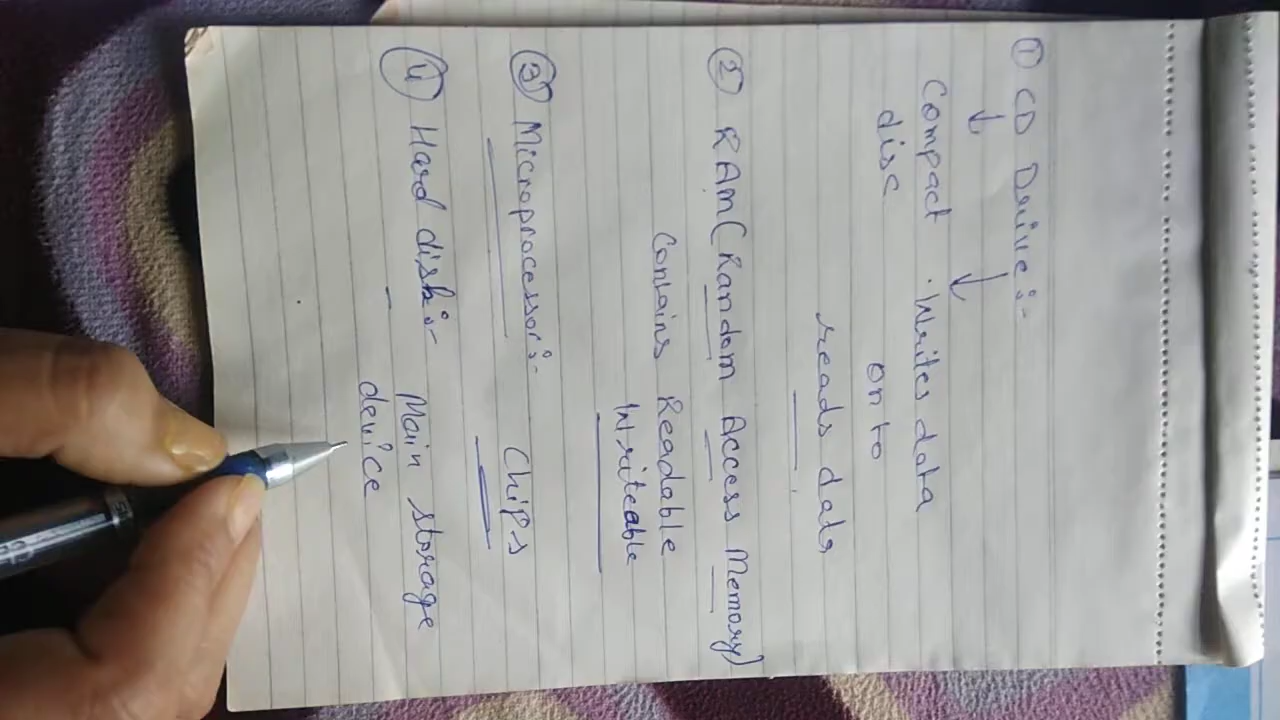 ① CD Drive:-
Compact · Writes data
disc onto
reads data
② RAM (Random Access Memory)
Contains Readable
Writeable
③ Microprocessor:- Chips
④ Hard disk:- Main storage
device